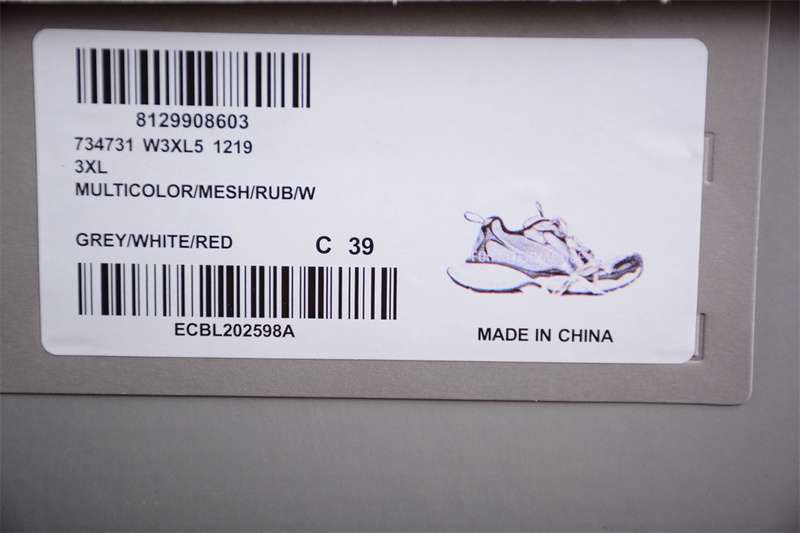 8129908603
734731 W3XL5 1219
3XL
MULTICOLOR/MESH/RUB/W
GREY/WHITE/RED C 39
ECBL202598A
MADE IN CHINA